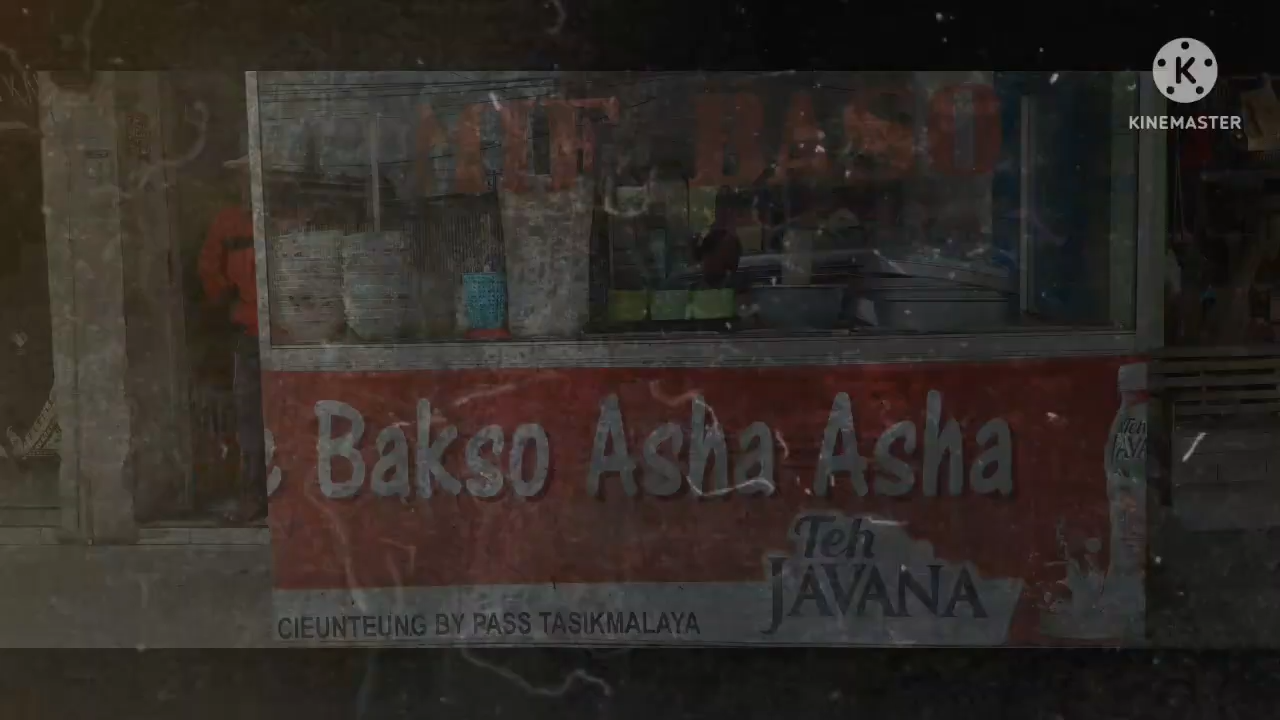 MIE BASO
KINEMASTER
Bakso Asha Asha
Teh
JAVANA
CIEUNTEUNG BY PASS TASIKMALAYA